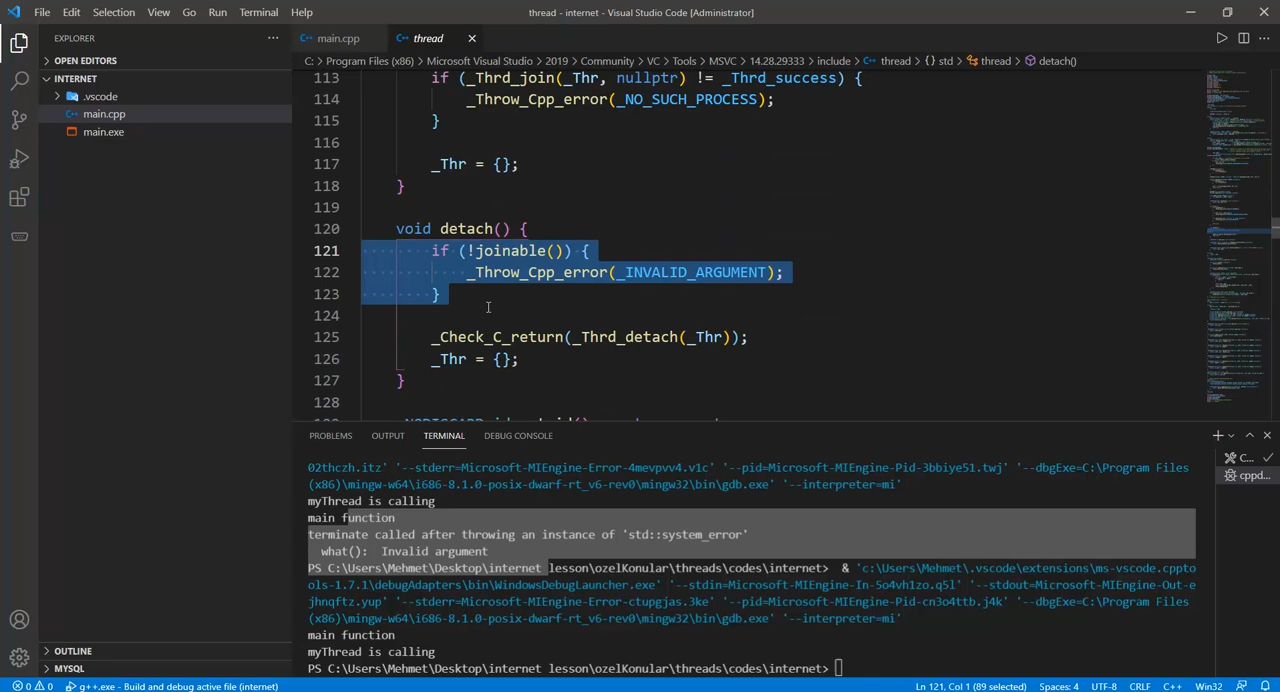 File Edit Selection View Go Run Terminal Help
thread - internet - Visual Studio Code [Administrator]
EXPLORER
OPEN EDITORS
INTERNET
.vscode
main.cpp
main.exe
OUTLINE
MYSQL
main.cpp
thread
C: > Program Files (x86) > Microsoft Visual Studio > 2019 > Community > VC > Tools > MSVC > 14.28.29333 > include > thread > {} std > thread > detach()
113 if (_Thrd_join(_Thr, nullptr) != _Thrd_success) {
114 _Throw_Cpp_error(_NO_SUCH_PROCESS);
115 }
116
117 _Thr = {};
118 }
119
120 void detach() {
121 if (!joinable()) {
122 _Throw_Cpp_error(_INVALID_ARGUMENT);
123 }
124
125 _Check_C_return(_Thrd_detach(_Thr));
126 _Thr = {};
127 }
128
PROBLEMS OUTPUT TERMINAL DEBUG CONSOLE
02thczh.itz' '--stderr=Microsoft-MIEngine-Error-4mevpvv4.v1c' '--pid=Microsoft-MIEngine-Pid-3bbiye51.twj' '--dbgExe=C:\Program Files
(x86)\mingw-w64\i686-8.1.0-posix-dwarf-rt_v6-rev0\mingw32\bin\gdb.exe' '--interpreter=mi'
myThread is calling
main function
terminate called after throwing an instance of 'std::system_error'
what(): Invalid argument
PS C:\Users\Mehmet\Desktop\internet lesson\ozelKonular\threads\codes\internet> & 'c:\Users\Mehmet\.vscode\extensions\ms-vscode.cppto
ols-1.7.1\debugAdapters\bin\WindowsDebugLauncher.exe' '--stdin=Microsoft-MIEngine-In-5o4vh1zo.q5l' '--stdout=Microsoft-MIEngine-Out-e
jhnqftz.yup' '--stderr=Microsoft-MIEngine-Error-ctupgjas.3ke' '--pid=Microsoft-MIEngine-Pid-cn3o4ttb.j4k' '--dbgExe=C:\Program Files
(x86)\mingw-w64\i686-8.1.0-posix-dwarf-rt_v6-rev0\mingw32\bin\gdb.exe' '--interpreter=mi'
main function
myThread is calling
PS C:\Users\Mehmet\Desktop\internet lesson\ozelKonular\threads\codes\internet>
C...
cppd...
0 0 g++.exe - Build and debug active file (internet)
Ln 121, Col 1 (89 selected) Spaces: 4 UTF-8 CRLF C++ Win32